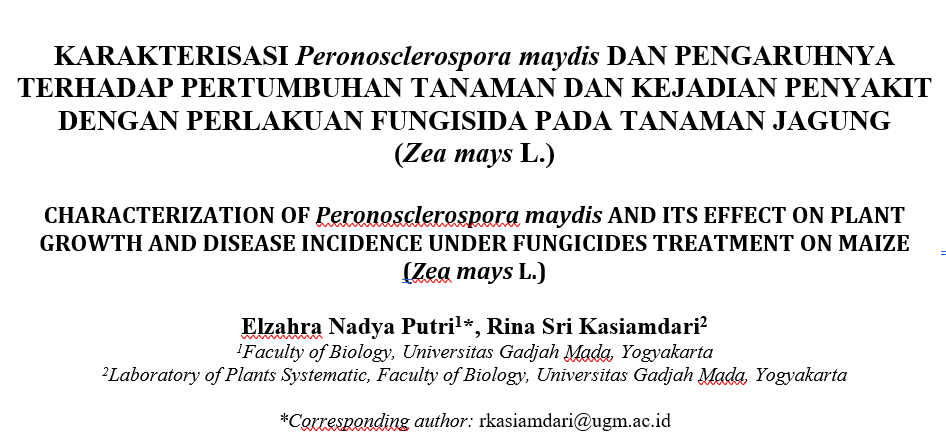 KARAKTERISASI Peronosclerospora maydis DAN PENGARUHNYA
TERHADAP PERTUMBUHAN TANAMAN DAN KEJADIAN PENYAKIT
DENGAN PERLAKUAN FUNGISIDA PADA TANAMAN JAGUNG
(Zea mays L.)
CHARACTERIZATION OF Peronosclerospora maydis AND ITS EFFECT ON PLANT
GROWTH AND DISEASE INCIDENCE UNDER FUNGICIDES TREATMENT ON MAIZE
(Zea mays L.)
Elzahra Nadya Putri¹*, Rina Sri Kasiamdari²
¹Faculty of Biology, Universitas Gadjah Mada, Yogyakarta
²Laboratory of Plants Systematic, Faculty of Biology, Universitas Gadjah Mada, Yogyakarta
*Corresponding author: rkasiamdari@ugm.ac.id